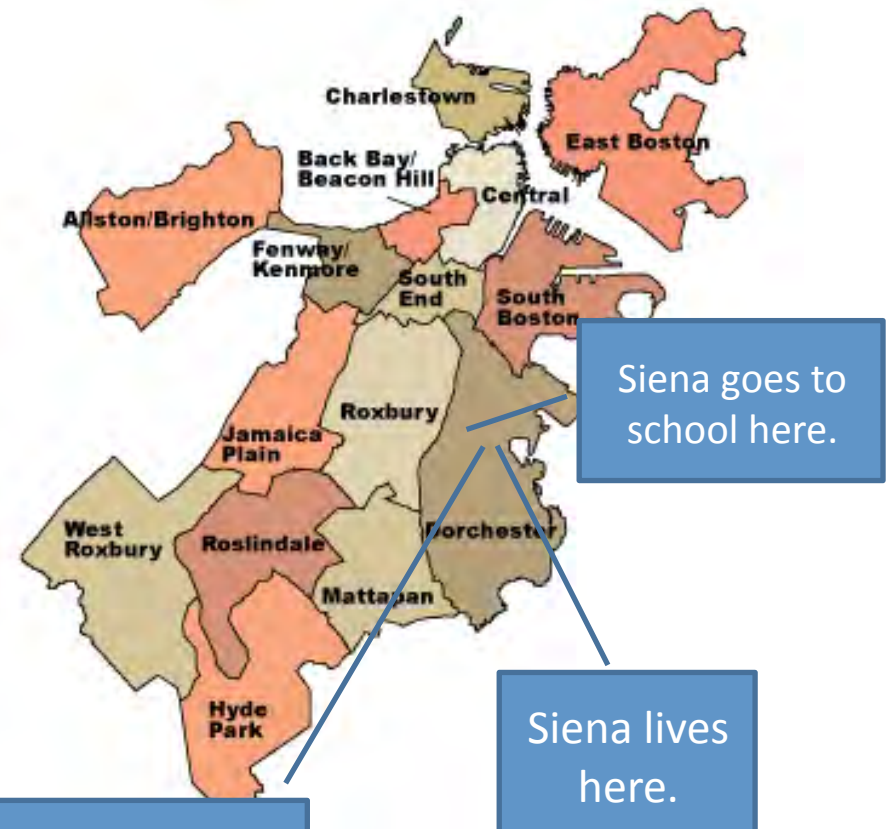 Charlestown
East Boston
Back Bay/
Beacon Hill
Central
Allston/Brighton
Fenway/
Kenmore
South
End
South
Boston
Siena goes to
school here.
Roxbury
Jamaica
Plain
West
Roxbury
Roslindale
Dorchester
Mattapan
Siena lives
here.
Hyde
Park